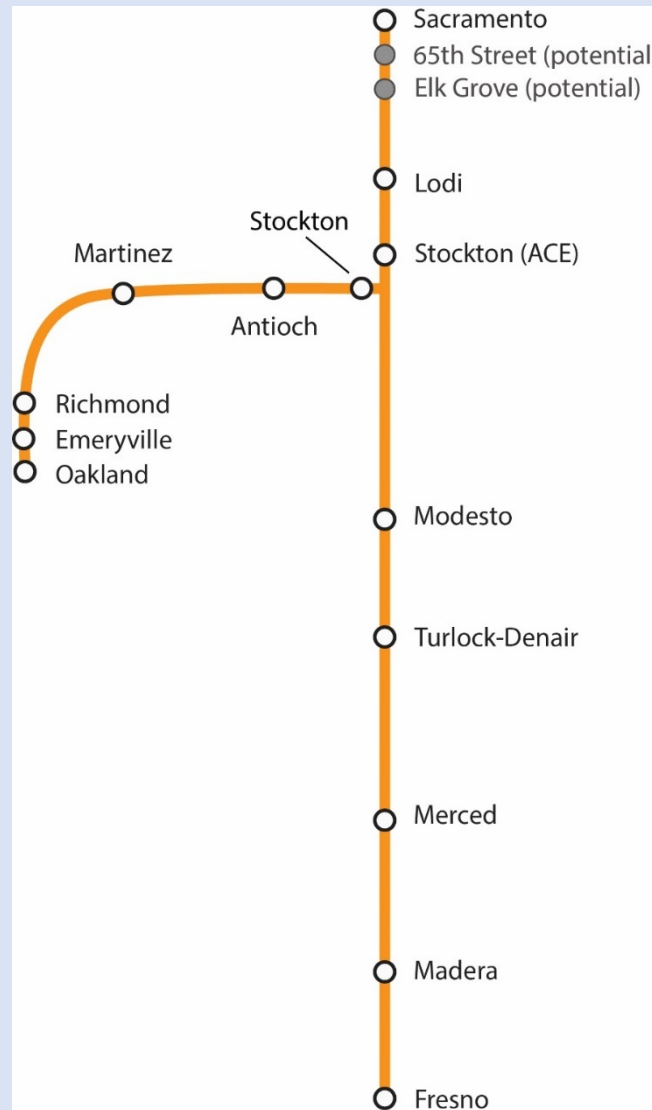 Sacramento
65th Street (potential
Elk Grove (potential)
Lodi
Stockton
Stockton (ACE)
Martinez
Antioch
Richmond
Emeryville
Oakland
Modesto
Turlock-Denair
Merced
Madera
Fresno